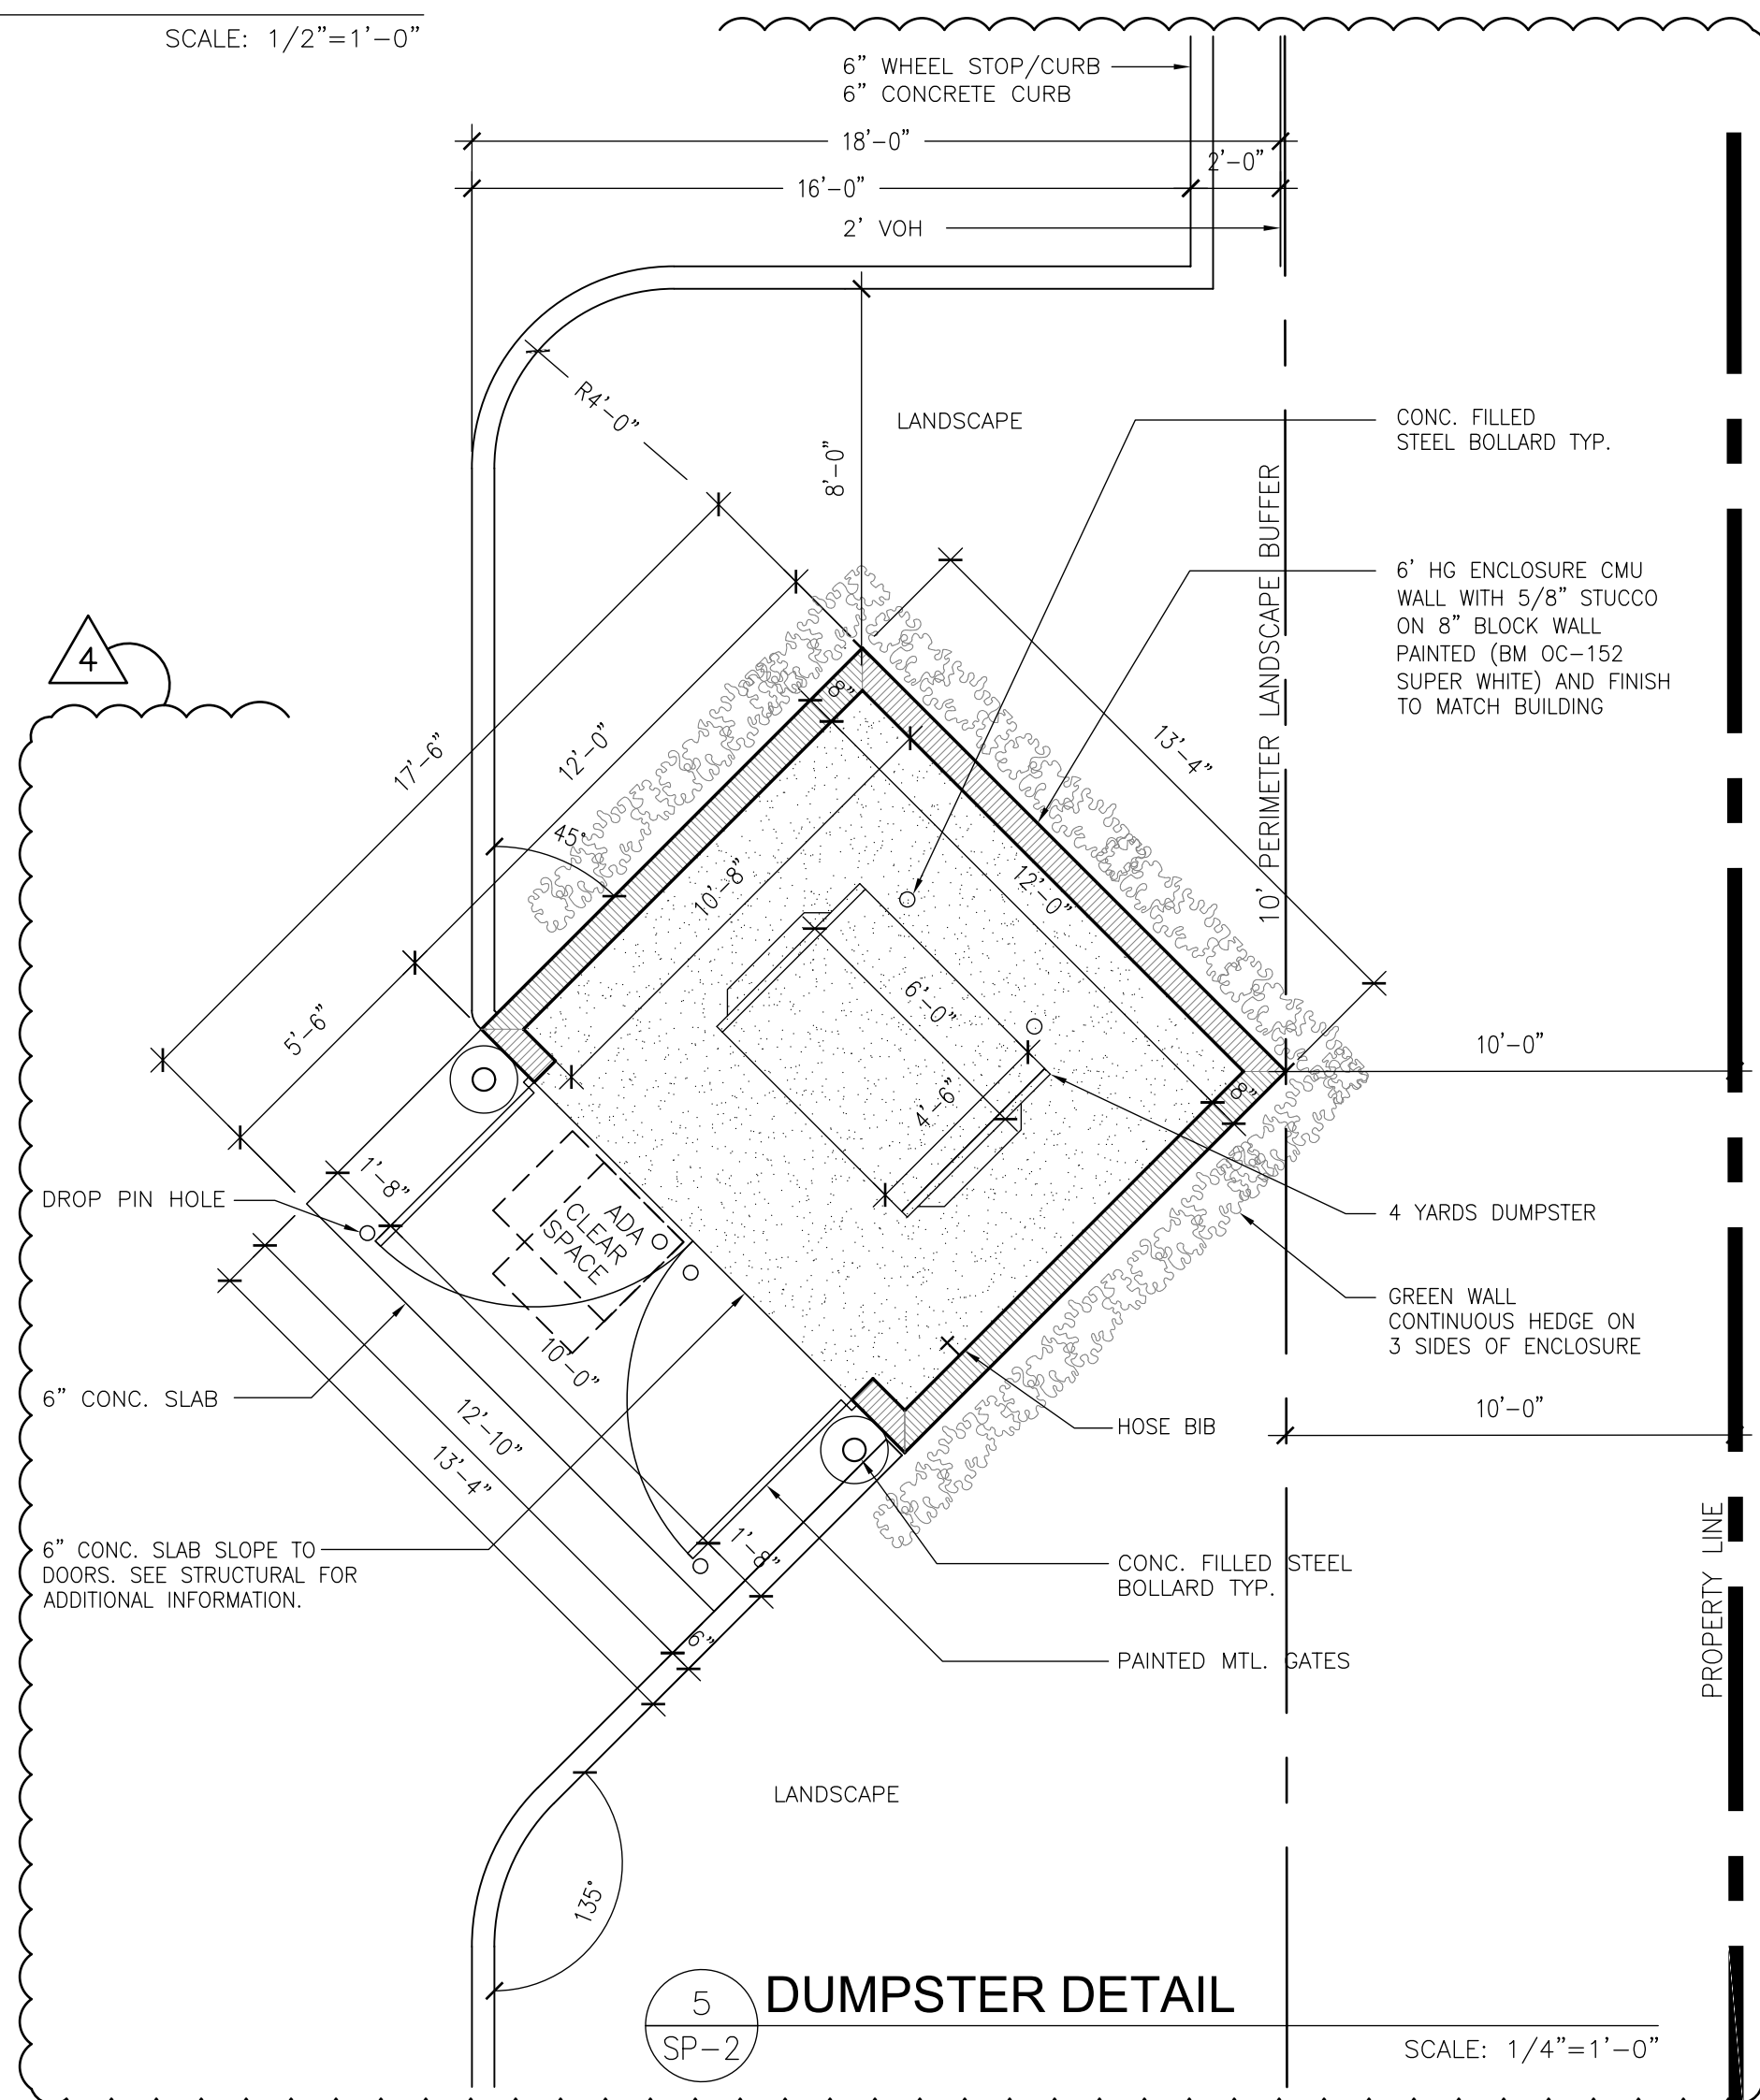 SCALE: 1/2"=1'-0"
6" WHEEL STOP/CURB
6" CONCRETE CURB
18'-0"
2'-0"
16'-0"
2' VOH
R4'-0"
LANDSCAPE
8'-0"
CONC. FILLED
STEEL BOLLARD TYP.
10' PERIMETER LANDSCAPE BUFFER
6' HG ENCLOSURE CMU
WALL WITH 5/8" STUCCO
ON 8" BLOCK WALL
PAINTED (BM OC-152
SUPER WHITE) AND FINISH
TO MATCH BUILDING
4
8"
17'-6"
12'-0"
13'-4"
45°
10'-8"
12'-0"
6'-0"
5'-6"
10'-0"
4'-6"
8"
1'-8"
DROP PIN HOLE
ADA
CLEAR
SPACE
4 YARDS DUMPSTER
GREEN WALL
CONTINUOUS HEDGE ON
3 SIDES OF ENCLOSURE
10'-0"
6" CONC. SLAB
12'-10"
13'-4"
10'-0"
HOSE BIB
6" CONC. SLAB SLOPE TO
DOORS. SEE STRUCTURAL FOR
ADDITIONAL INFORMATION.
1'-8"
CONC. FILLED STEEL
BOLLARD TYP.
PROPERTY LINE
6"
PAINTED MTL. GATES
LANDSCAPE
135°
5
SP-2
DUMPSTER DETAIL
SCALE: 1/4"=1'-0"